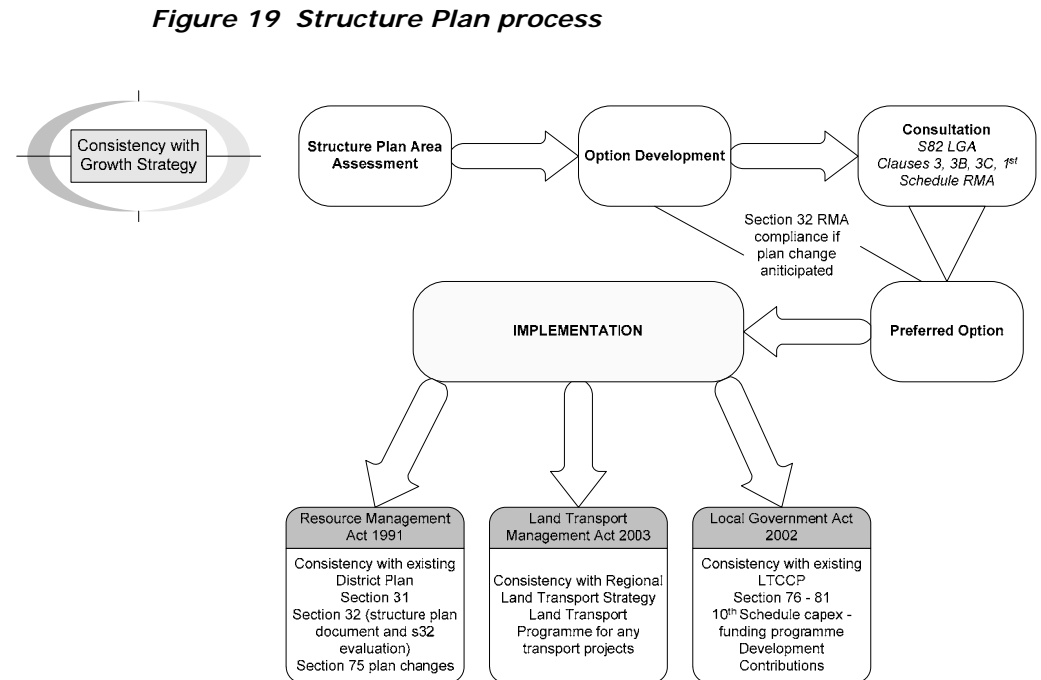 Figure 19 Structure Plan process
Consistency with
Growth Strategy
Structure Plan Area
Assessment
Option Development
Consultation
S82 LGA
Clauses 3, 3B, 3C, 1st
Schedule RMA
Section 32 RMA
compliance if
plan change
aniticipated
IMPLEMENTATION
Preferred Option
Resource Management
Act 1991
Consistency with existing
District Plan
Section 31
Section 32 (structure plan
document and s32
evaluation)
Section 75 plan changes
Land Transport
Management Act 2003
Consistency with Regional
Land Transport Strategy
Land Transport
Programme for any
transport projects
Local Government Act
2002
Consistency with existing
LTCCP
Section 76 - 81
10th Schedule capex -
funding programme
Development
Contributions